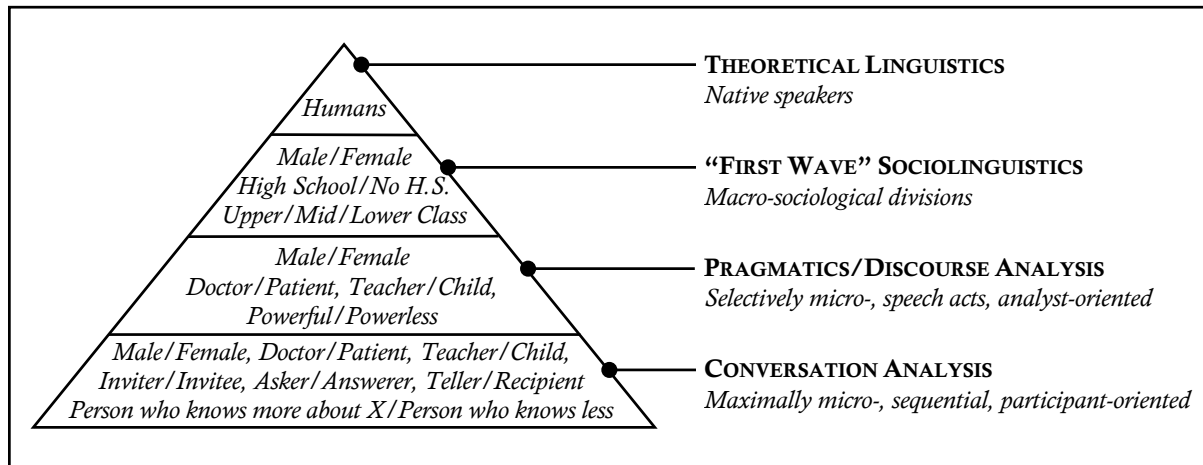 Humans
THEORETICAL LINGUISTICS
Native speakers
Male/Female
High School/No H.S.
Upper/Mid/Lower Class
“FIRST WAVE” SOCIOLINGUISTICS
Macro-sociological divisions
Male/Female
Doctor/Patient, Teacher/Child,
Powerful/Powerless
PRAGMATICS/DISCOURSE ANALYSIS
Selectively micro-, speech acts, analyst-oriented
Male/Female, Doctor/Patient, Teacher/Child,
Inviter/Invitee, Asker/Answerer, Teller/Recipient
Person who knows more about X/Person who knows less
CONVERSATION ANALYSIS
Maximally micro-, sequential, participant-oriented